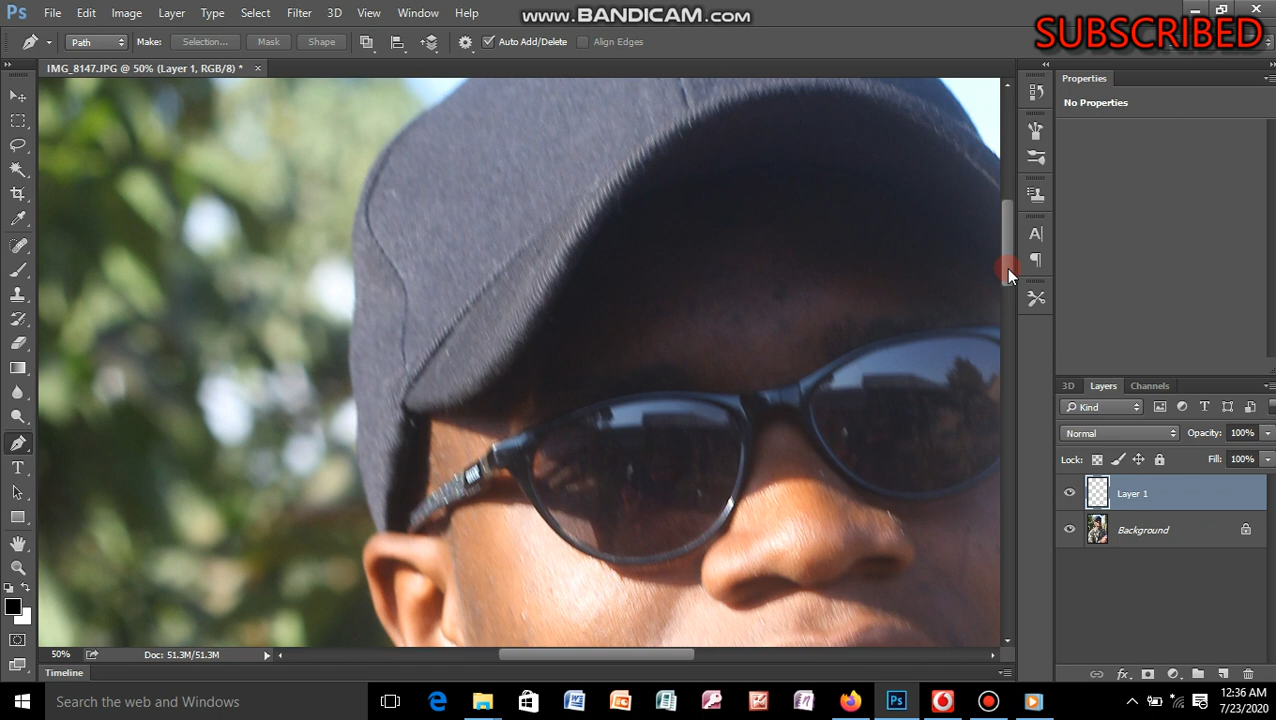 Ps File Edit Image Layer Type Select Filter 3D View Window Help
www.BANDICAM.com
SUBSCRIBED
Path Make: Selection... Mask Shape Auto Add/Delete Align Edges
IMG_8147.JPG @ 50% (Layer 1, RGB/8) *
Properties
No Properties
3D Layers Channels
Kind
Normal Opacity: 100%
Lock: Fill: 100%
Layer 1
Background
50% Doc: 51.3M/51.3M
Timeline
Search the web and Windows
12:36 AM
7/23/2020